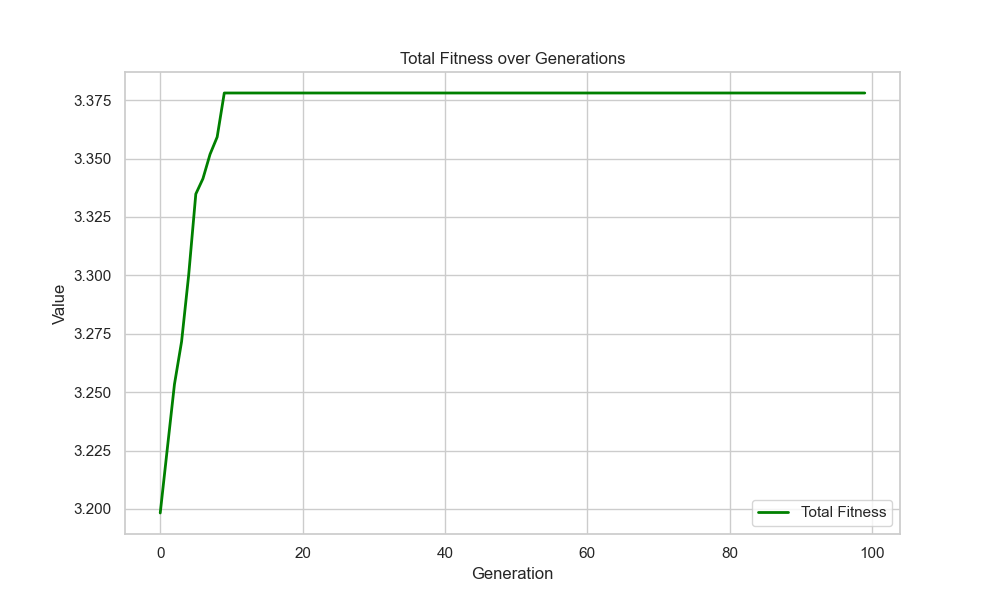 Total Fitness over Generations
3.375
3.350
3.325
3.300
3.275
3.250
3.225
3.200
Value
0 20 40 60 80 100
Generation
Total Fitness